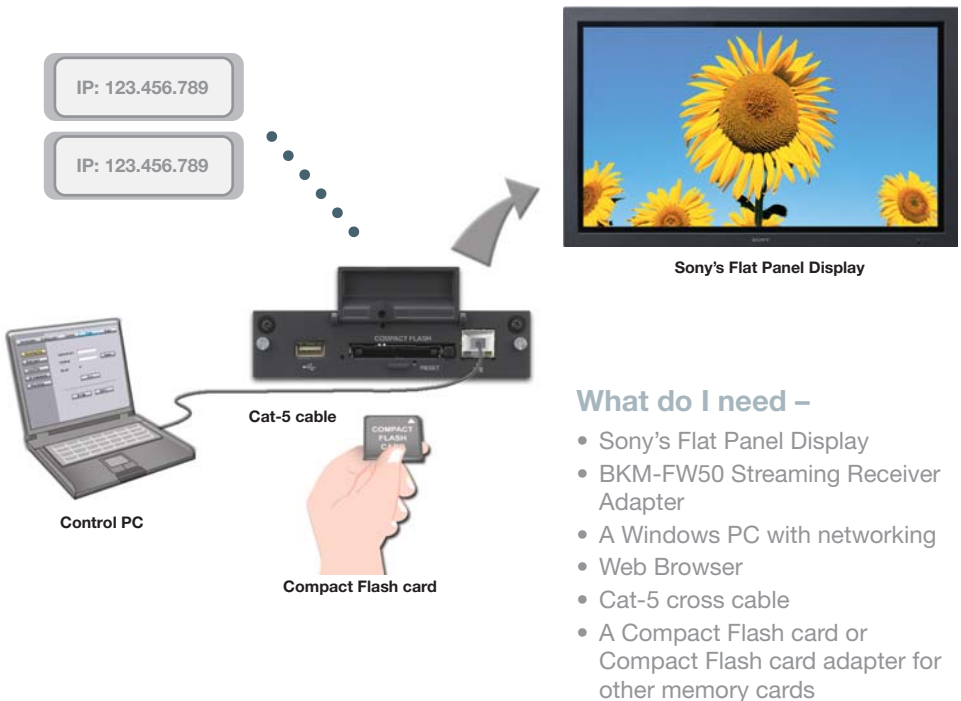 IP: 123.456.789
IP: 123.456.789
SONY
Sony's Flat Panel Display
COMPACT FLASH
RESET
Cat-5 cable
COMPACT
FLASH
CARD
Control PC
Compact Flash card
What do I need –
• Sony's Flat Panel Display
• BKM-FW50 Streaming Receiver
Adapter
• A Windows PC with networking
• Web Browser
• Cat-5 cross cable
• A Compact Flash card or
Compact Flash card adapter for
other memory cards